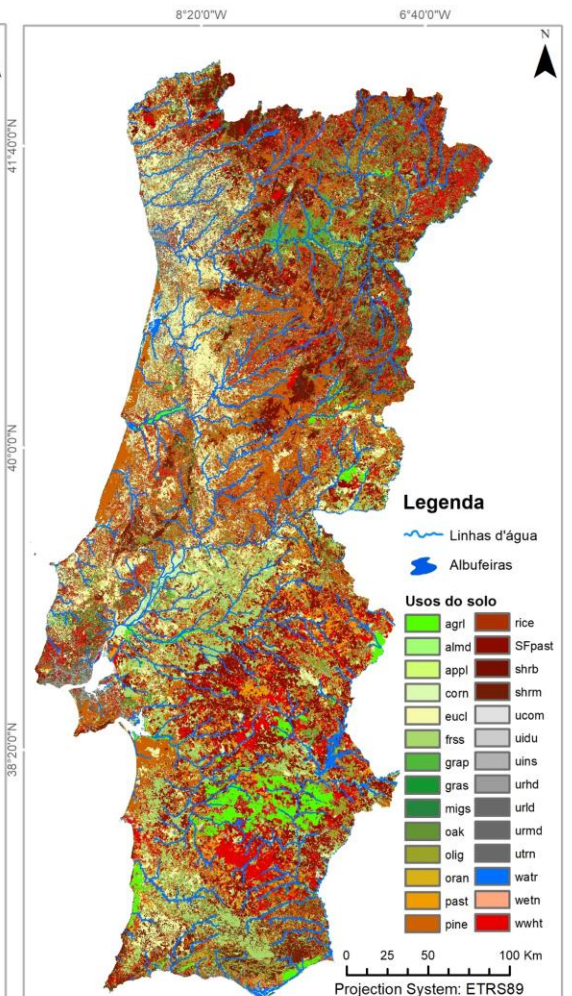 8°20'0"W
6°40'0"W
N
41°40'0"N
40°0'0"N
38°20'0"N
Legenda
Linhas d'água
Albufeiras
Usos do solo
agrl
almd
appl
corn
eucl
frss
grap
gras
migs
oak
olig
oran
past
pine
rice
SFpast
shrb
shrm
ucom
uidu
uins
urhd
urld
urmd
utrn
watr
wetn
wwht
0 25 50 100 Km
Projection System: ETRS89